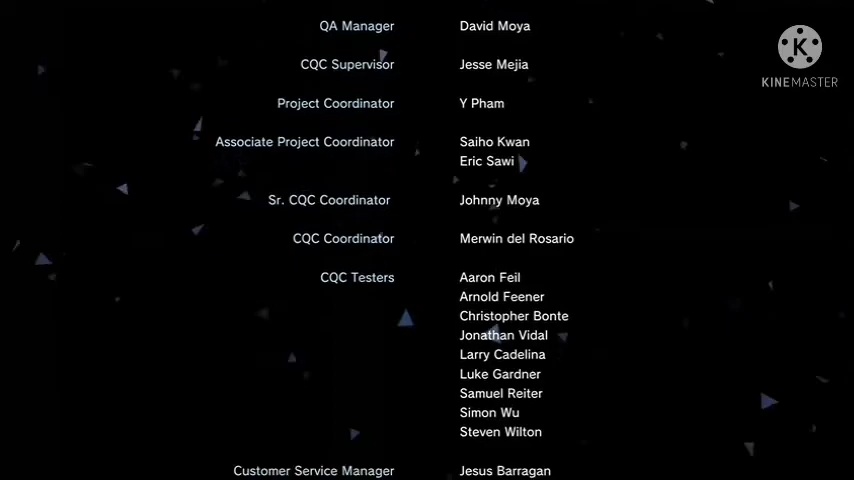 QA Manager David Moya
CQC Supervisor Jesse Mejia
Project Coordinator Y Pham
Associate Project Coordinator Saiho Kwan
Eric Sawi
Sr. CQC Coordinator Johnny Moya
CQC Coordinator Merwin del Rosario
CQC Testers Aaron Feil
Arnold Feener
Christopher Bonte
Jonathan Vidal
Larry Cadelina
Luke Gardner
Samuel Reiter
Simon Wu
Steven Wilton
Customer Service Manager Jesus Barragan
K
KINEMASTER